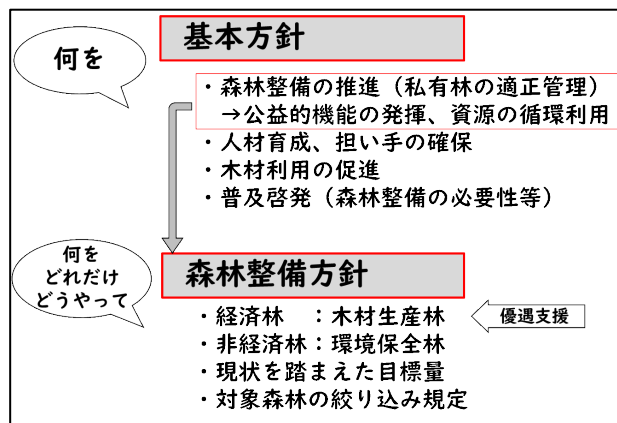 何を
基本方針
・森林整備の推進（私有林の適正管理）
→公益的機能の発揮、資源の循環利用
・人材育成、担い手の確保
・木材利用の促進
・普及啓発（森林整備の必要性等）
何を
どれだけ
どうやって
森林整備方針
・経済林　：木材生産林
優遇支援
・非経済林：環境保全林
・現状を踏まえた目標量
・対象森林の絞り込み規定